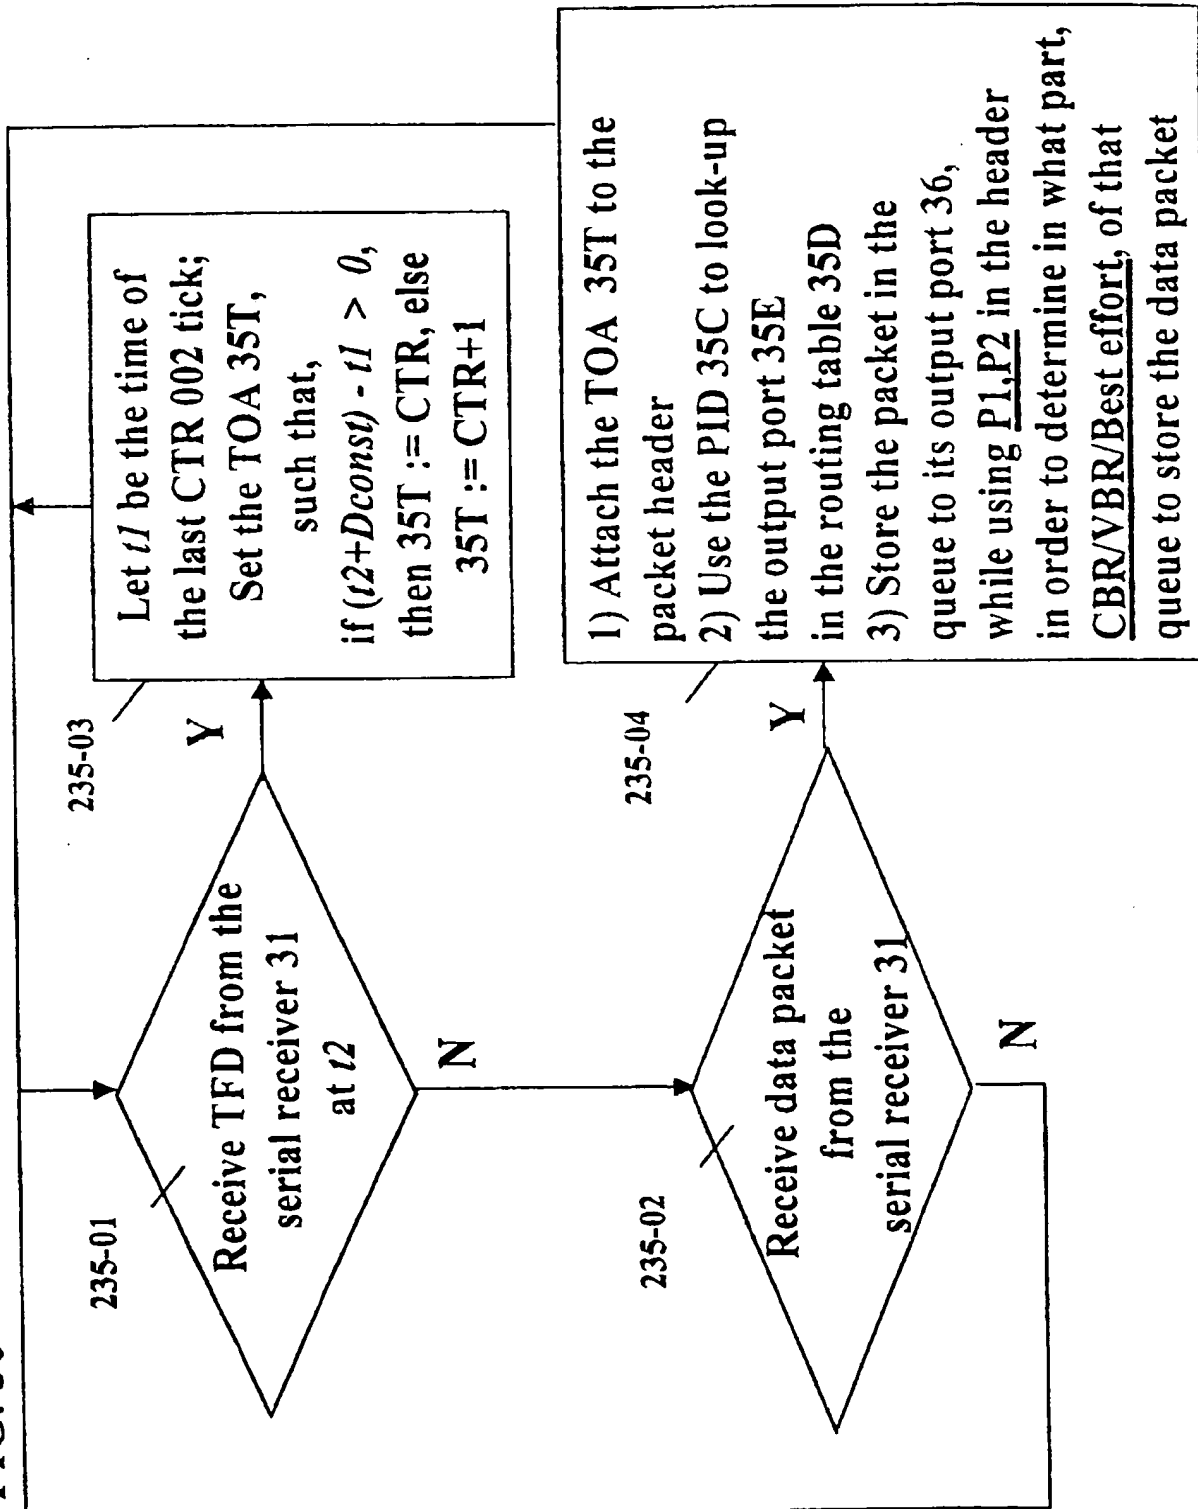 235-01
Receive TFD from the
serial receiver 31
at t2
Y
N
235-03
Let t1 be the time of
the last CTR 002 tick;
Set the TOA 35T,
such that,
if (t2+Dconst) - t1 > 0,
then 35T := CTR, else
35T := CTR+1
235-02
Receive data packet
from the
serial receiver 31
Y
N
235-04
1) Attach the TOA 35T to the
packet header
2) Use the PID 35C to look-up
the output port 35E
in the routing table 35D
3) Store the packet in the
queue to its output port 36,
while using P1,P2 in the header
in order to determine in what part,
CBR/VBR/Best effort, of that
queue to store the data packet